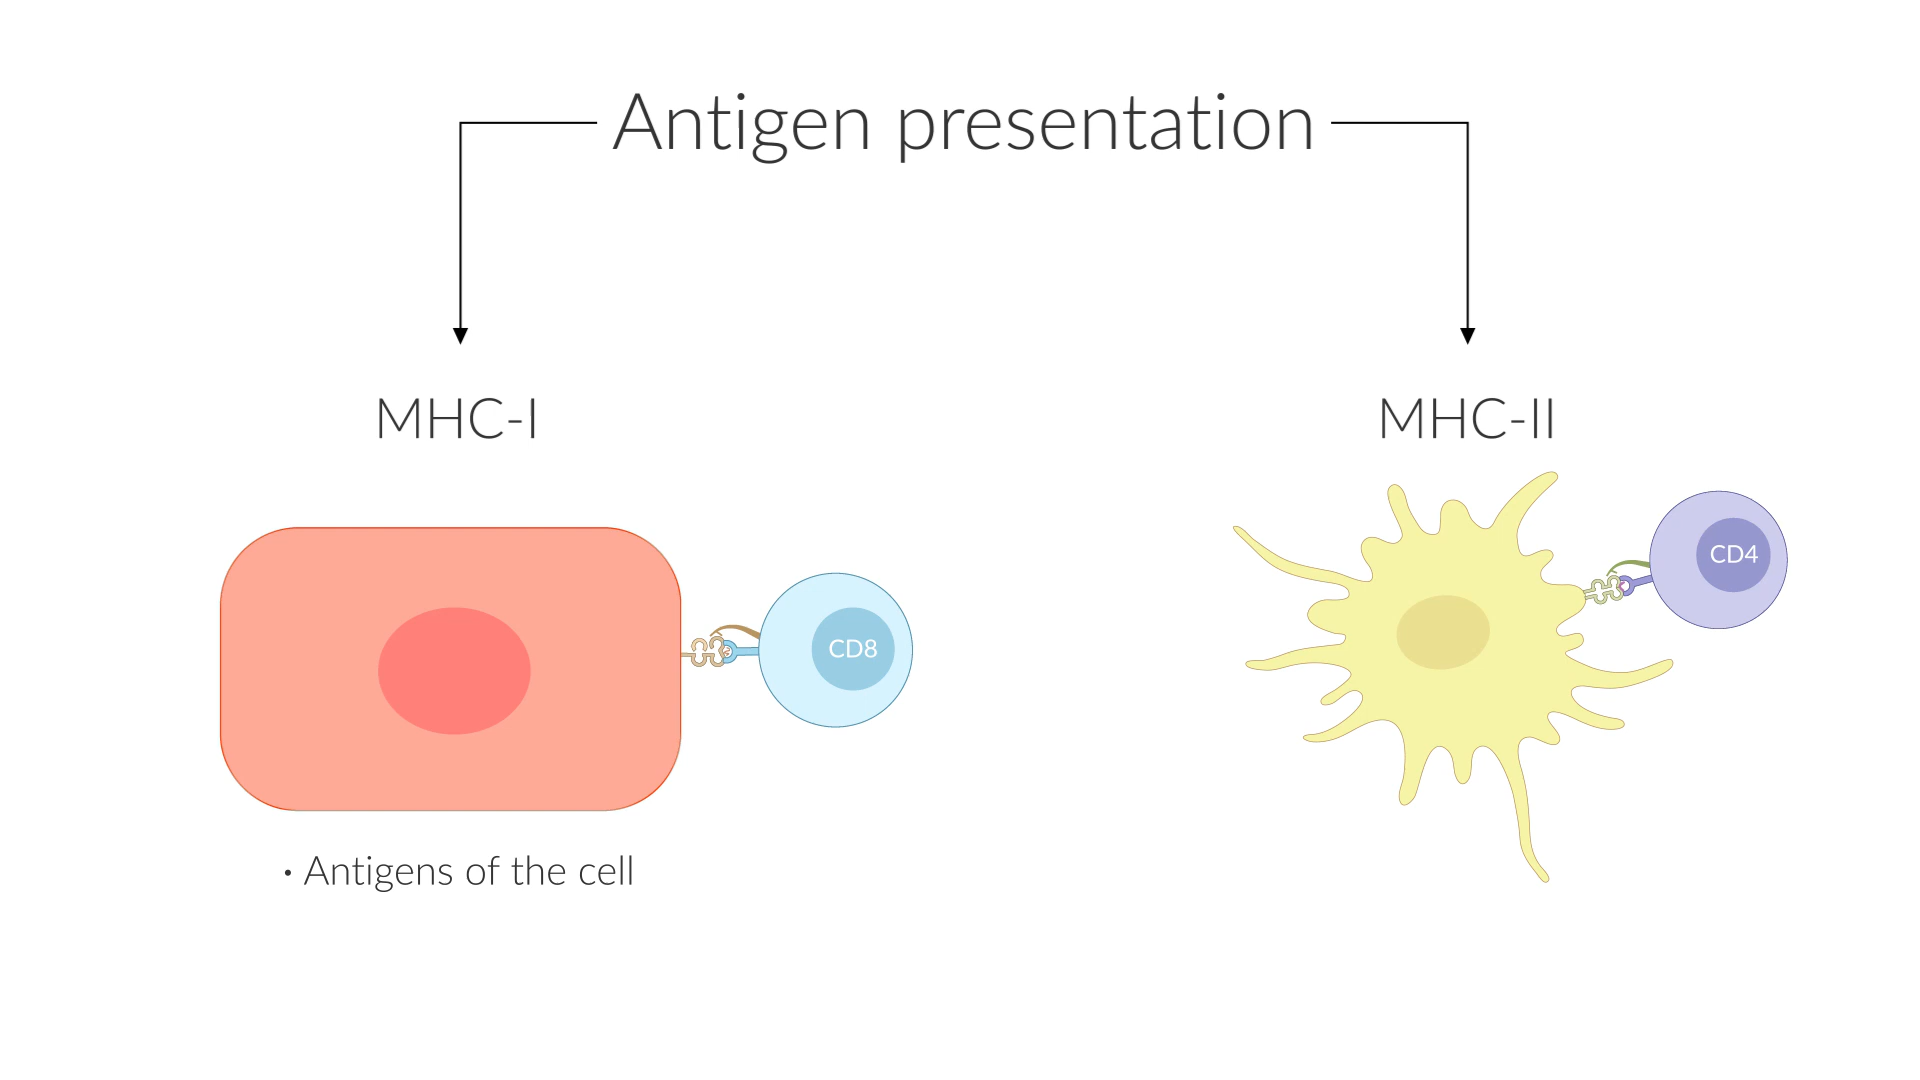 Antigen presentation
MHC-I
MHC-II
CD8
CD4
· Antigens of the cell